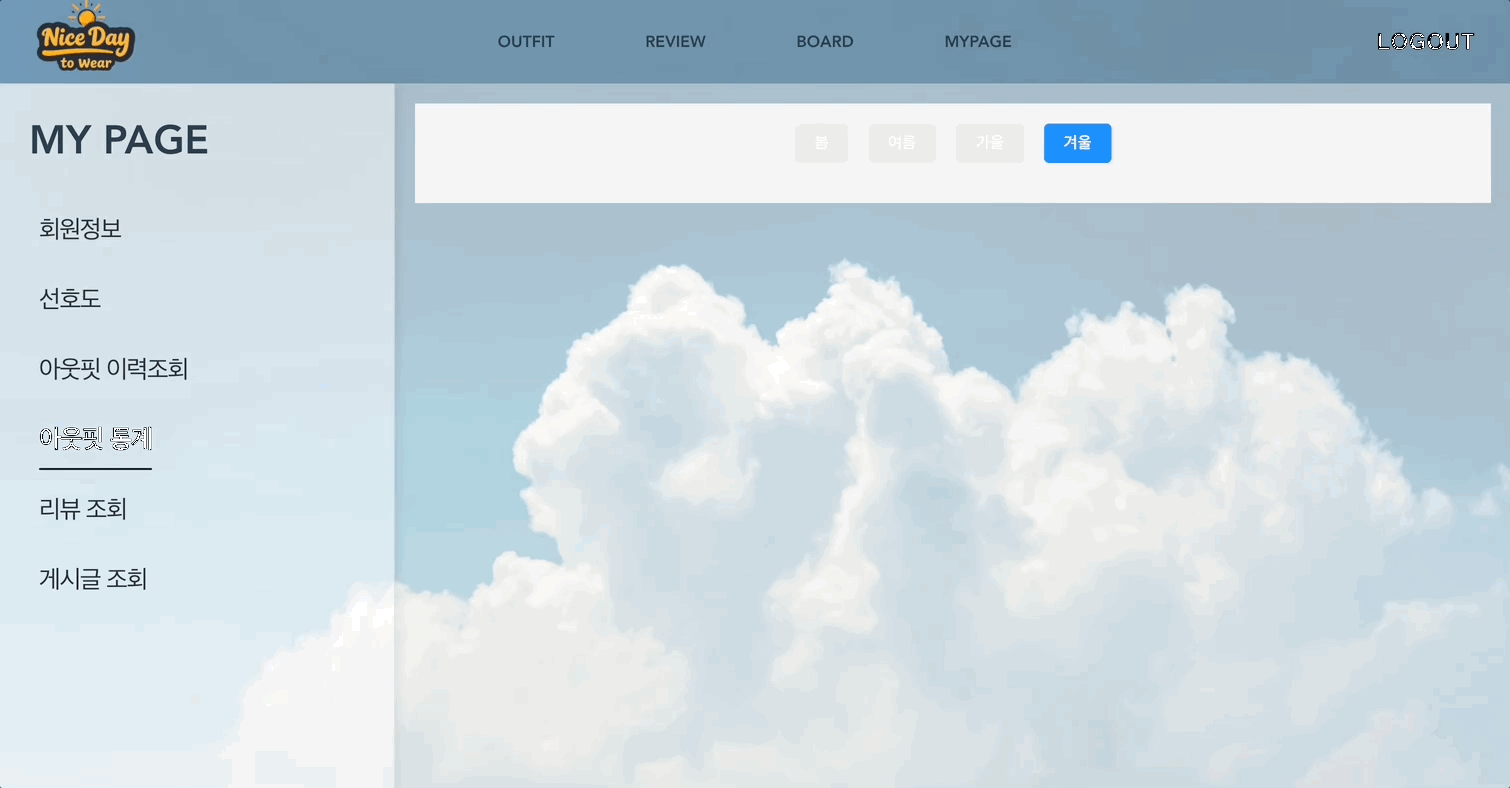 Nice Day
to Wear
OUTFIT
REVIEW
BOARD
MYPAGE
LOGOUT
MY PAGE
회원정보
선호도
아웃핏 이력조회
아웃핏 통계
리뷰 조회
게시글 조회
봄
여름
가을
겨울